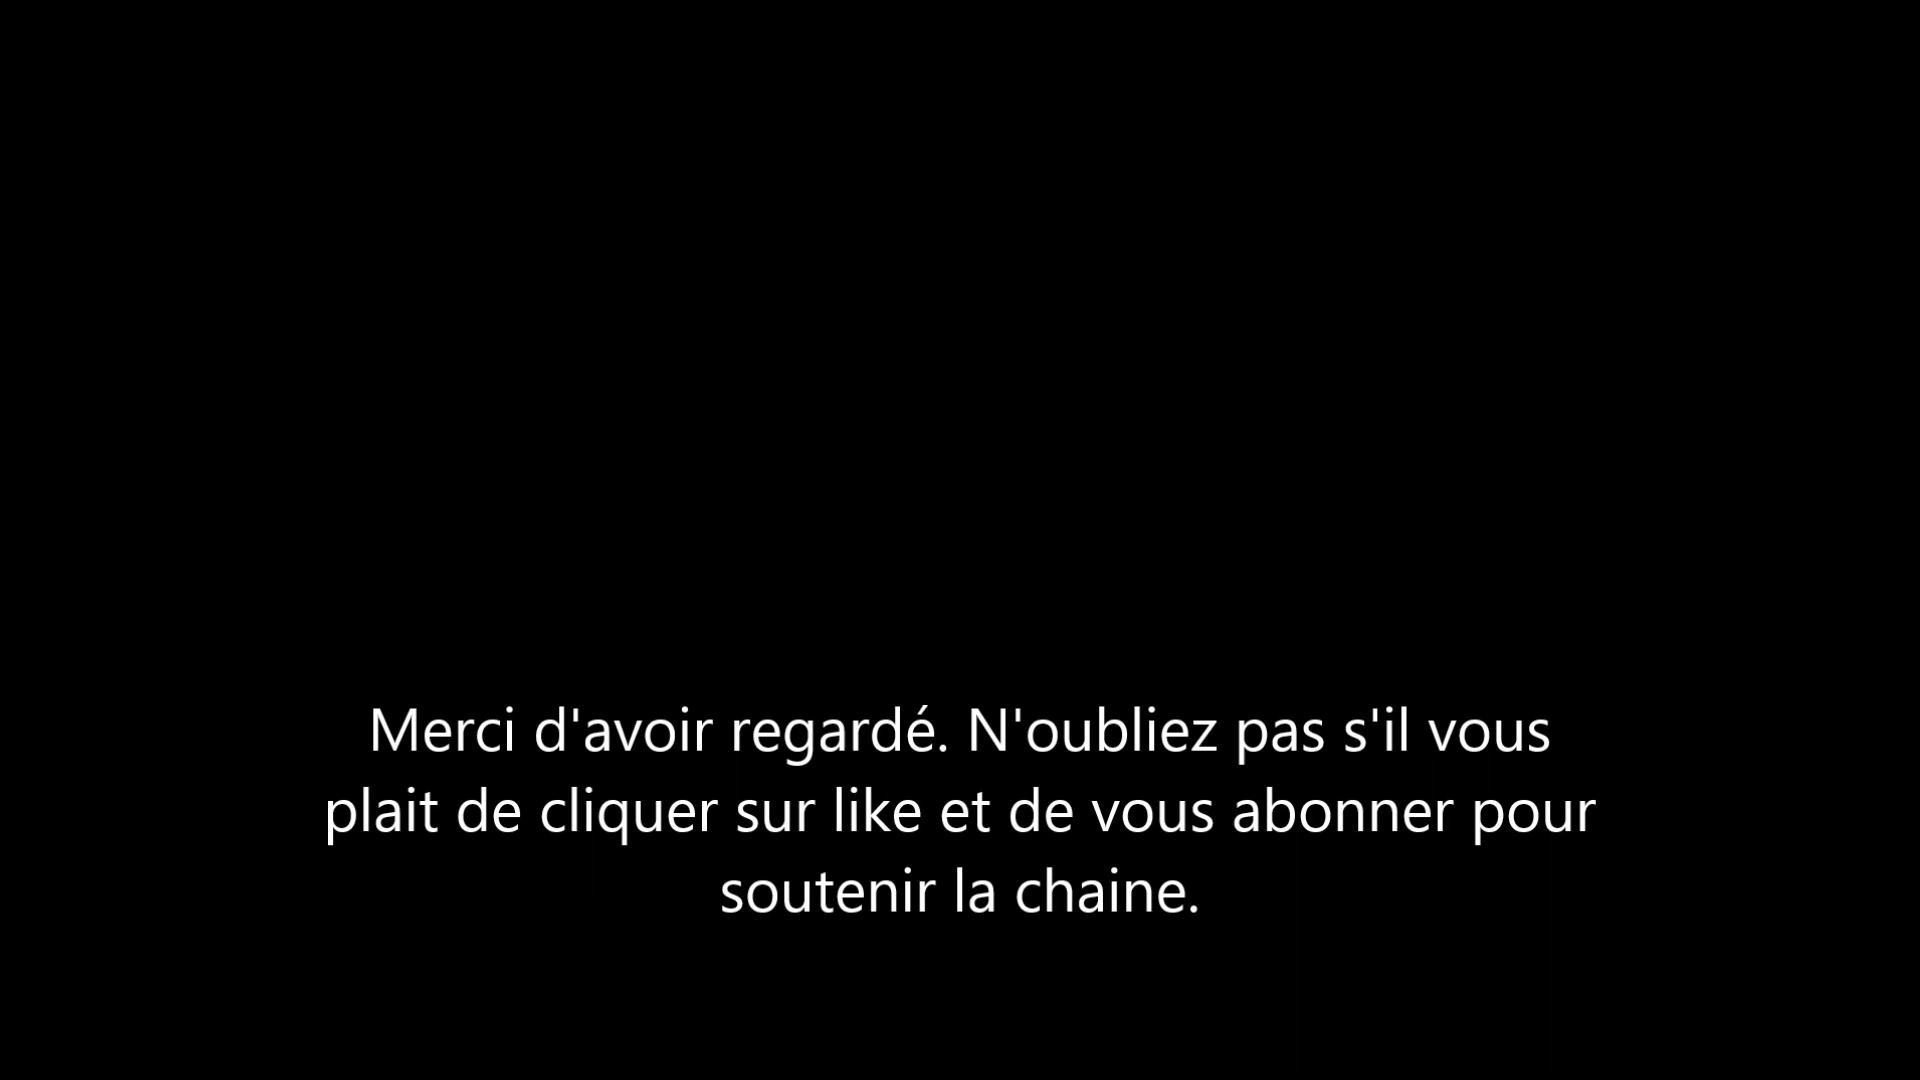 Merci d'avoir regardé. N'oubliez pas s'il vous
plait de cliquer sur like et de vous abonner pour
soutenir la chaine.